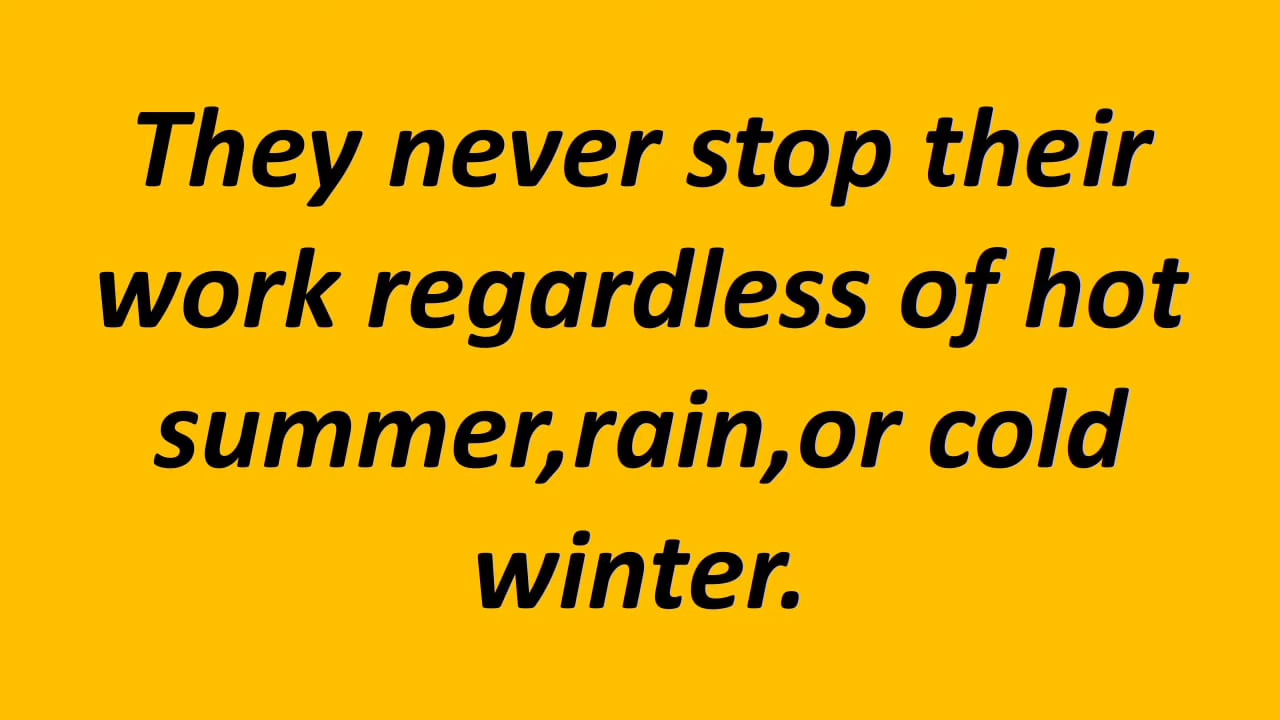 They never stop their
work regardless of hot
summer,rain,or cold
winter.